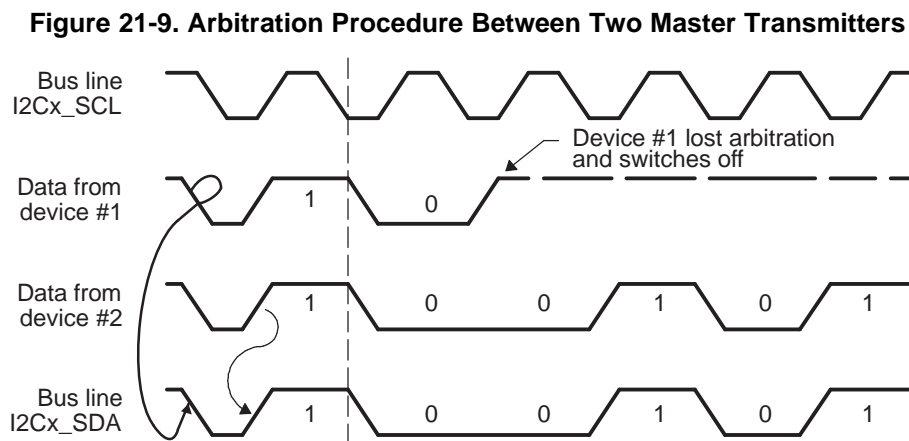 Figure 21-9. Arbitration Procedure Between Two Master Transmitters
Bus line
I2Cx_SCL
Device #1 lost arbitration
and switches off
Data from
device #1
1 0
Data from
device #2
1 0 0 1 0 1
Bus line
I2Cx_SDA
1 0 0 1 0 1